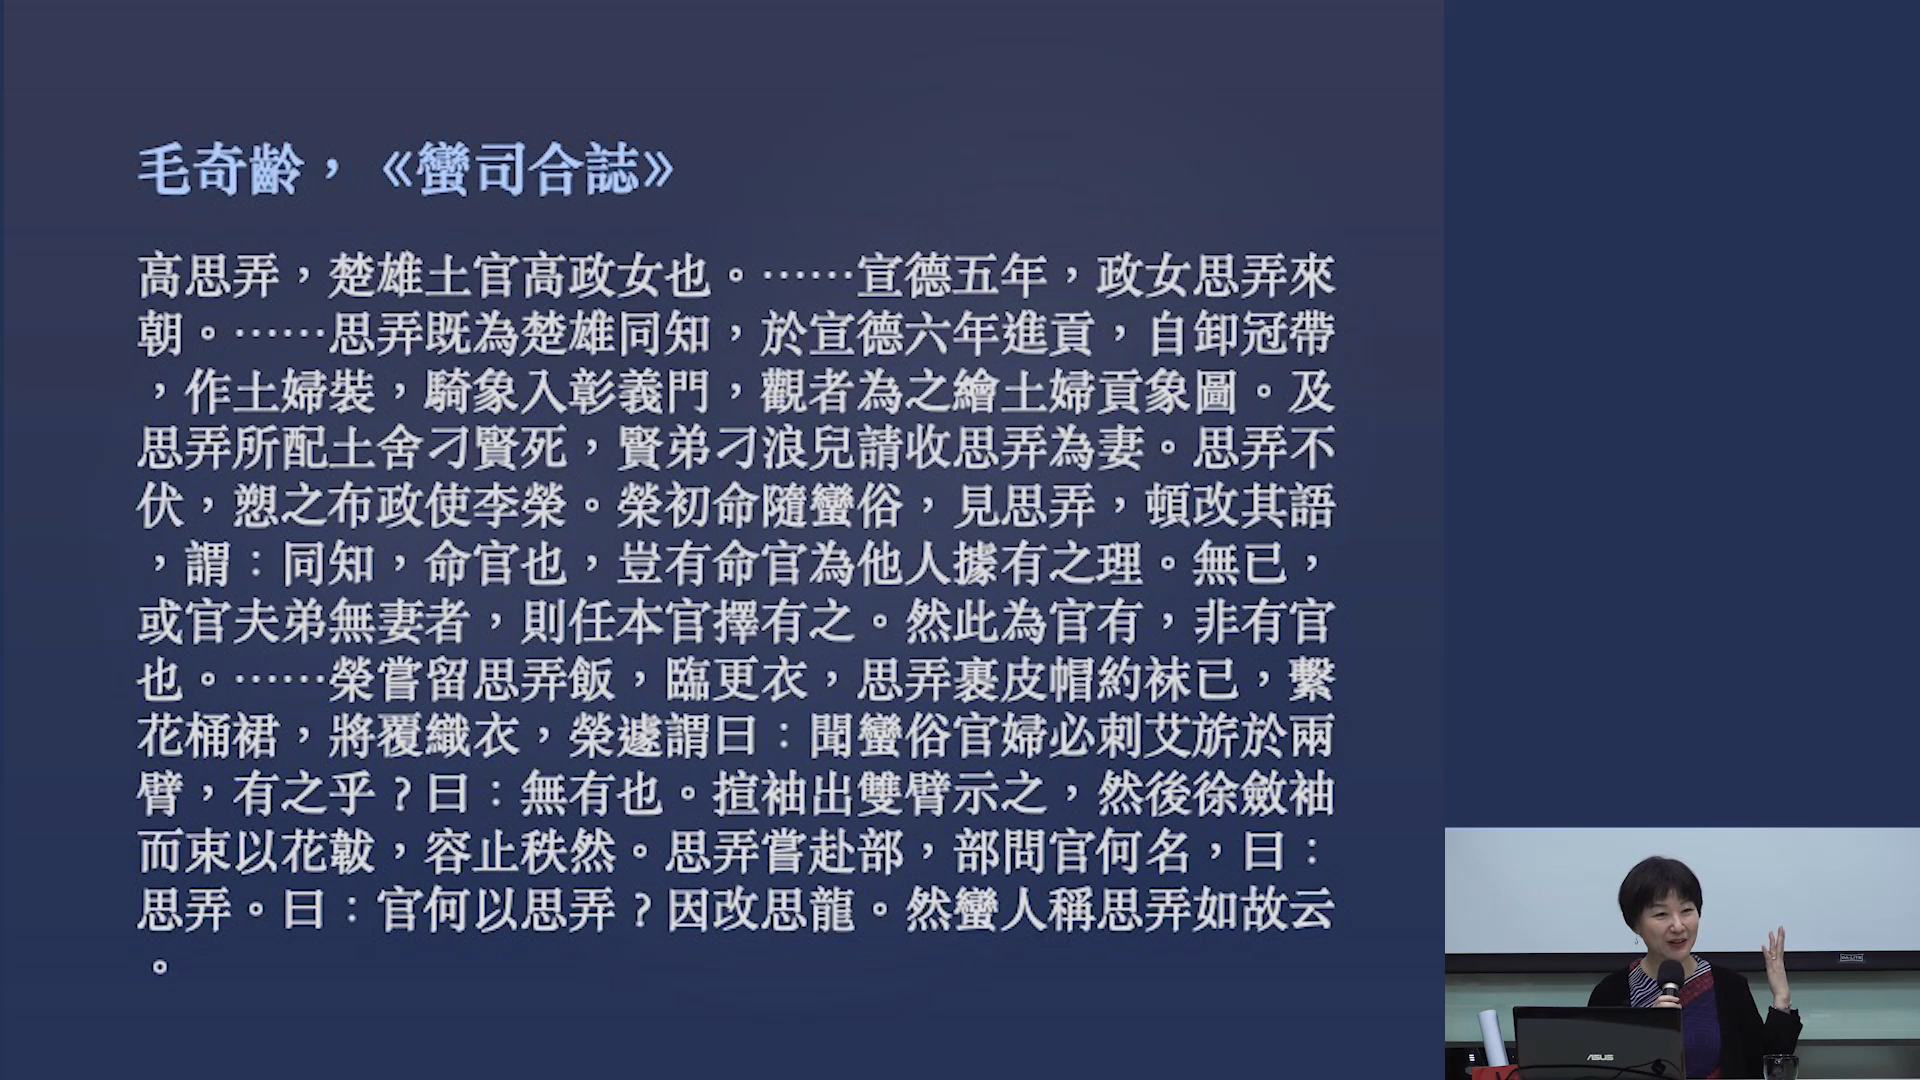 毛奇齡，《蠻司合誌》
高思弄，楚雄土官高政女也。⋯⋯宣德五年，政女思弄來
朝。⋯⋯思弄既為楚雄同知，於宣德六年進貢，自卸冠帶
，作土婦裝，騎象入彰義門，觀者為之繪土婦貢象圖。及
思弄所配土舍刁賢死，賢弟刁浪兒請收思弄為妻。思弄不
伏，愬之布政使李榮。榮初命隨蠻俗，見思弄，頓改其語
，謂：同知，命官也，豈有命官為他人據有之理。無已，
或官夫弟無妻者，則任本官擇有之。然此為官有，非有官
也。⋯⋯榮嘗留思弄飯，臨更衣，思弄裹皮帽約袜已，繫
花桶裙，將覆織衣，榮遽謂曰：聞蠻俗官婦必刺艾旂於兩
臂，有之乎？曰：無有也。揎袖出雙臂示之，然後徐斂袖
而束以花韍，容止秩然。思弄嘗赴部，部問官何名，曰：
思弄。曰：官何以思弄？因改思龍。然蠻人稱思弄如故云
。
DA-LITE
ASUS